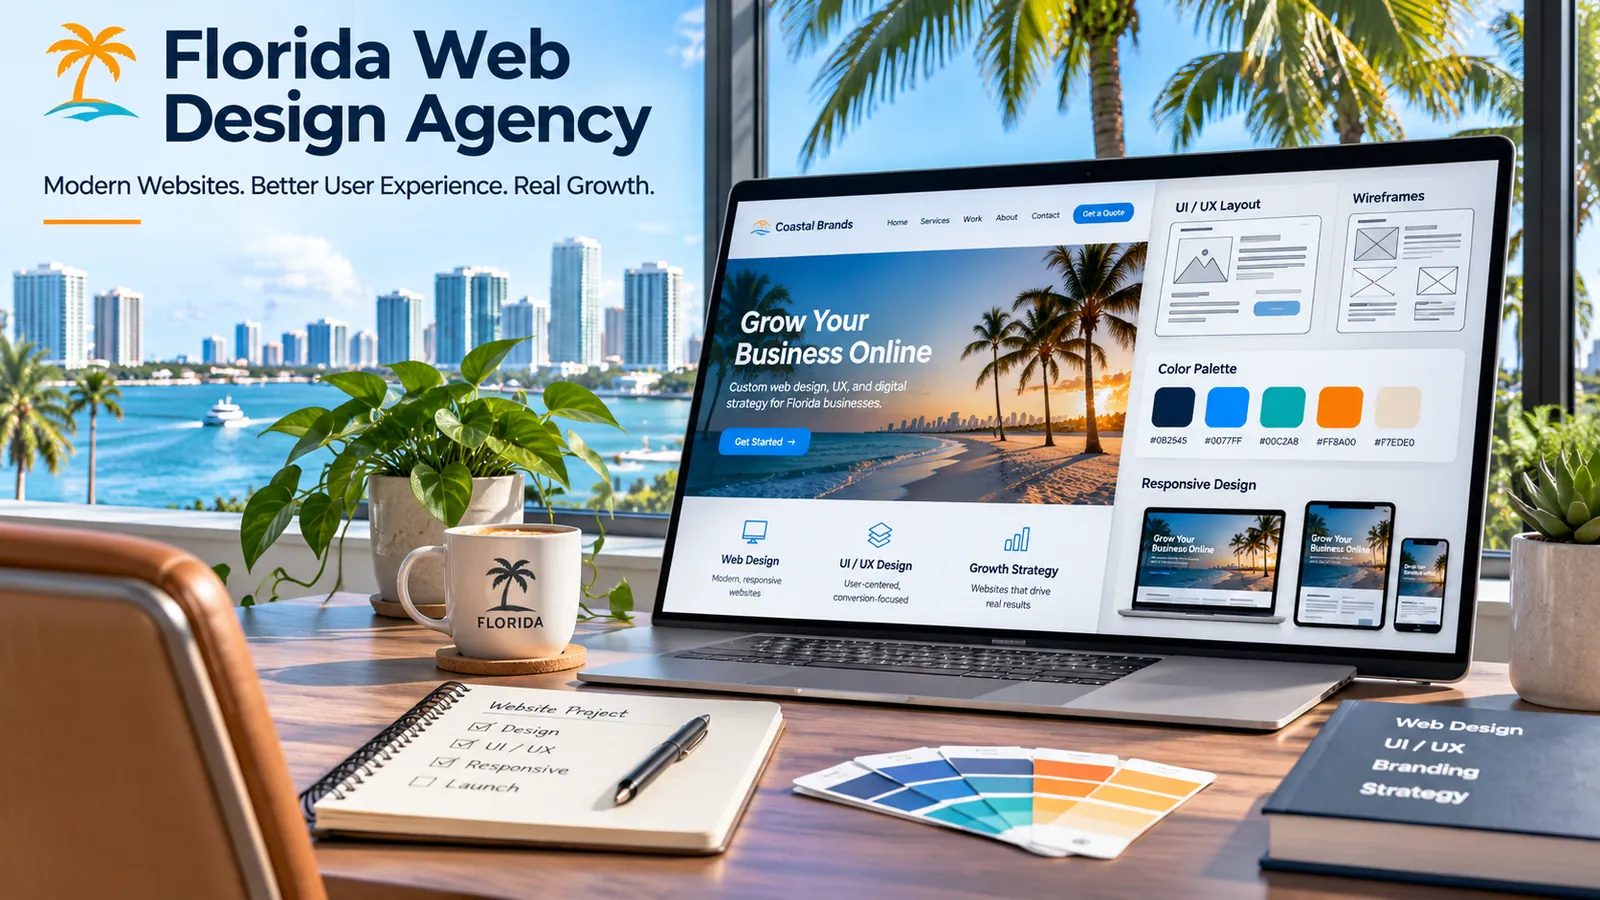 Florida Web
Design Agency
Modern Websites. Better User Experience. Real Growth.
Coastal Brands
Home
Services
Work
About
Contact
Get a Quote
Grow Your
Business Online
Custom web design, UX, and digital
strategy for Florida businesses.
Get Started →
Web Design
Modern, responsive
websites
UI / UX Design
User-centered,
conversion-focused
Growth Strategy
Websites that drive
real results
UI / UX Layout
Wireframes
Color Palette
#0B2545
#0077FF
#00C2A8
#FF8A00
#F7EDE0
Responsive Design
Grow Your
Business Online
Grow Your
Business Online
FLORIDA
Website Project
Design
UI / UX
Responsive
Launch
Web Design
UI / UX
Branding
Strategy